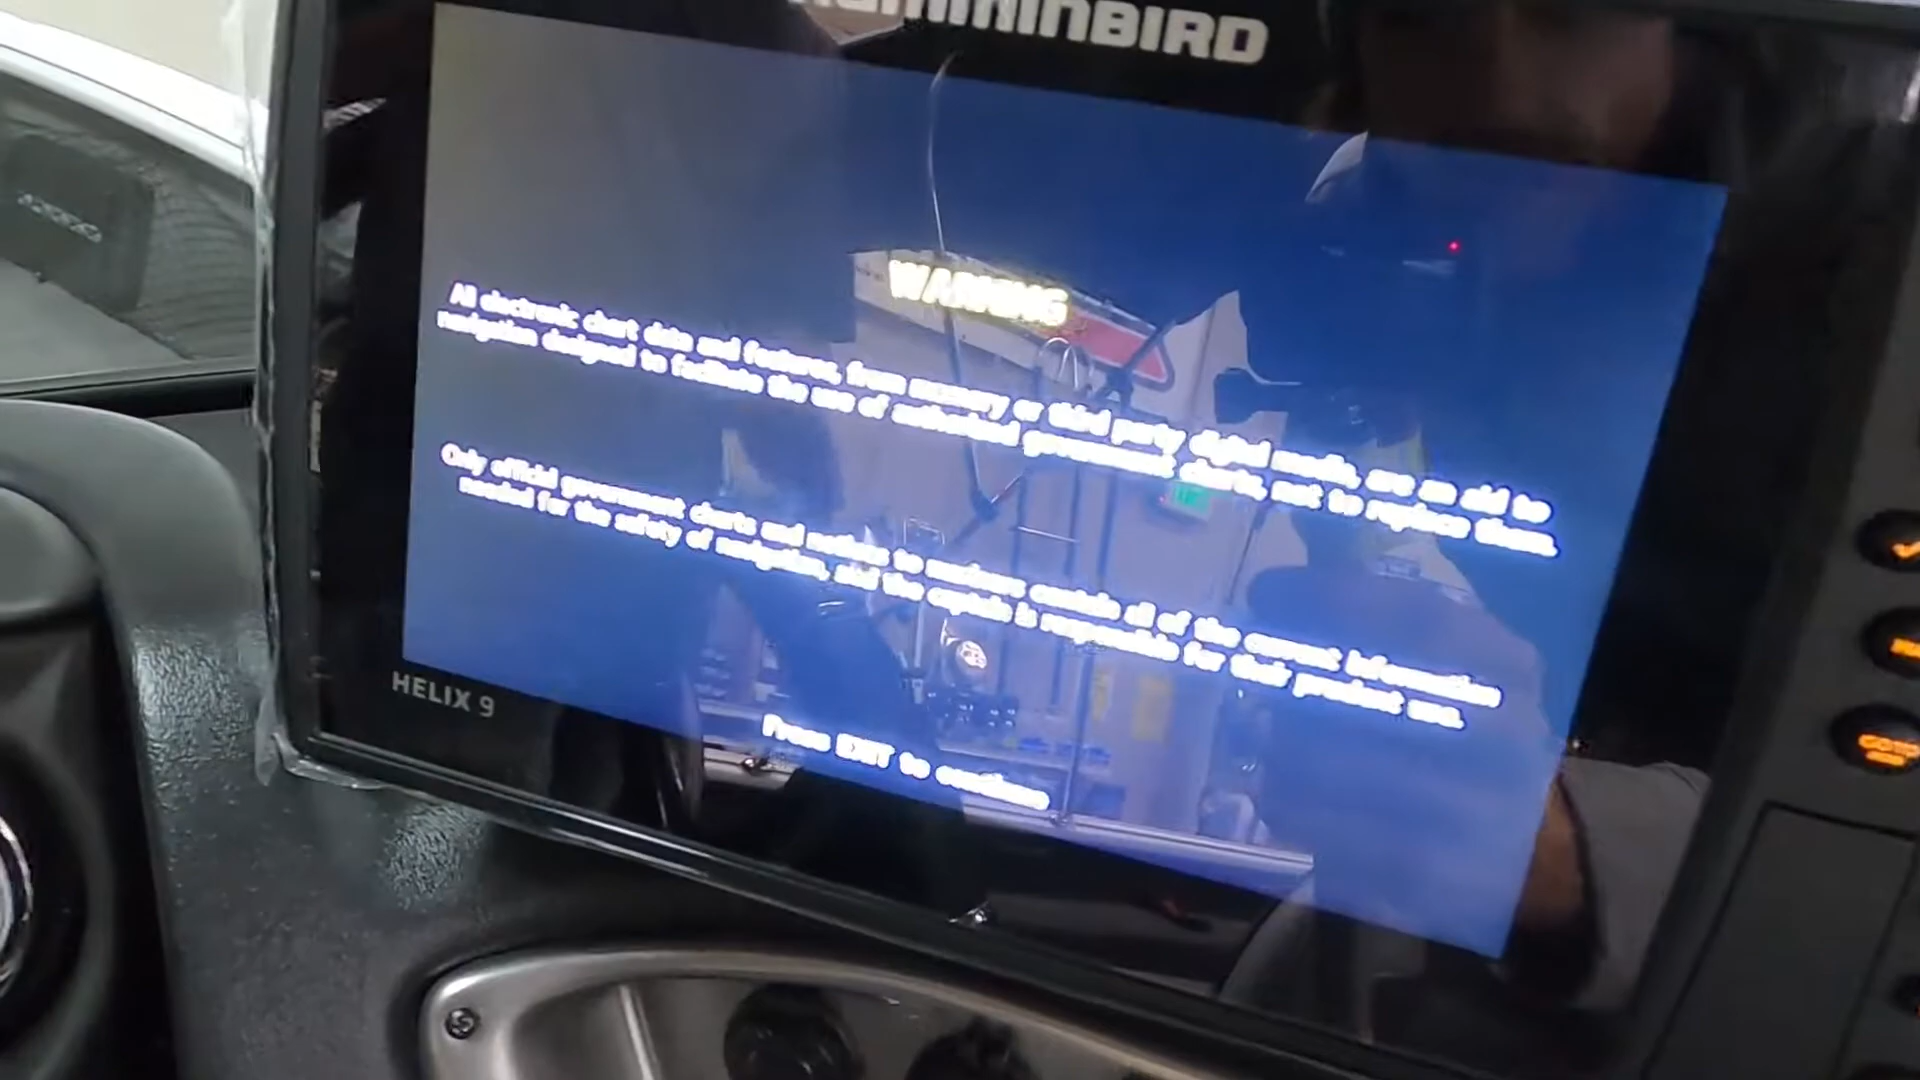 HUMMINBIRD
WARNING
All electronic chart data and features, from memory or third party digital media, are an aid to
navigation designed to facilitate the use of authorized government charts, not to replace them.
Only official government charts and notices to mariners contain all of the current information
needed for the safety of navigation, and the captain is responsible for their prudent use.
Press EXIT to continue
HELIX 9
GOTO